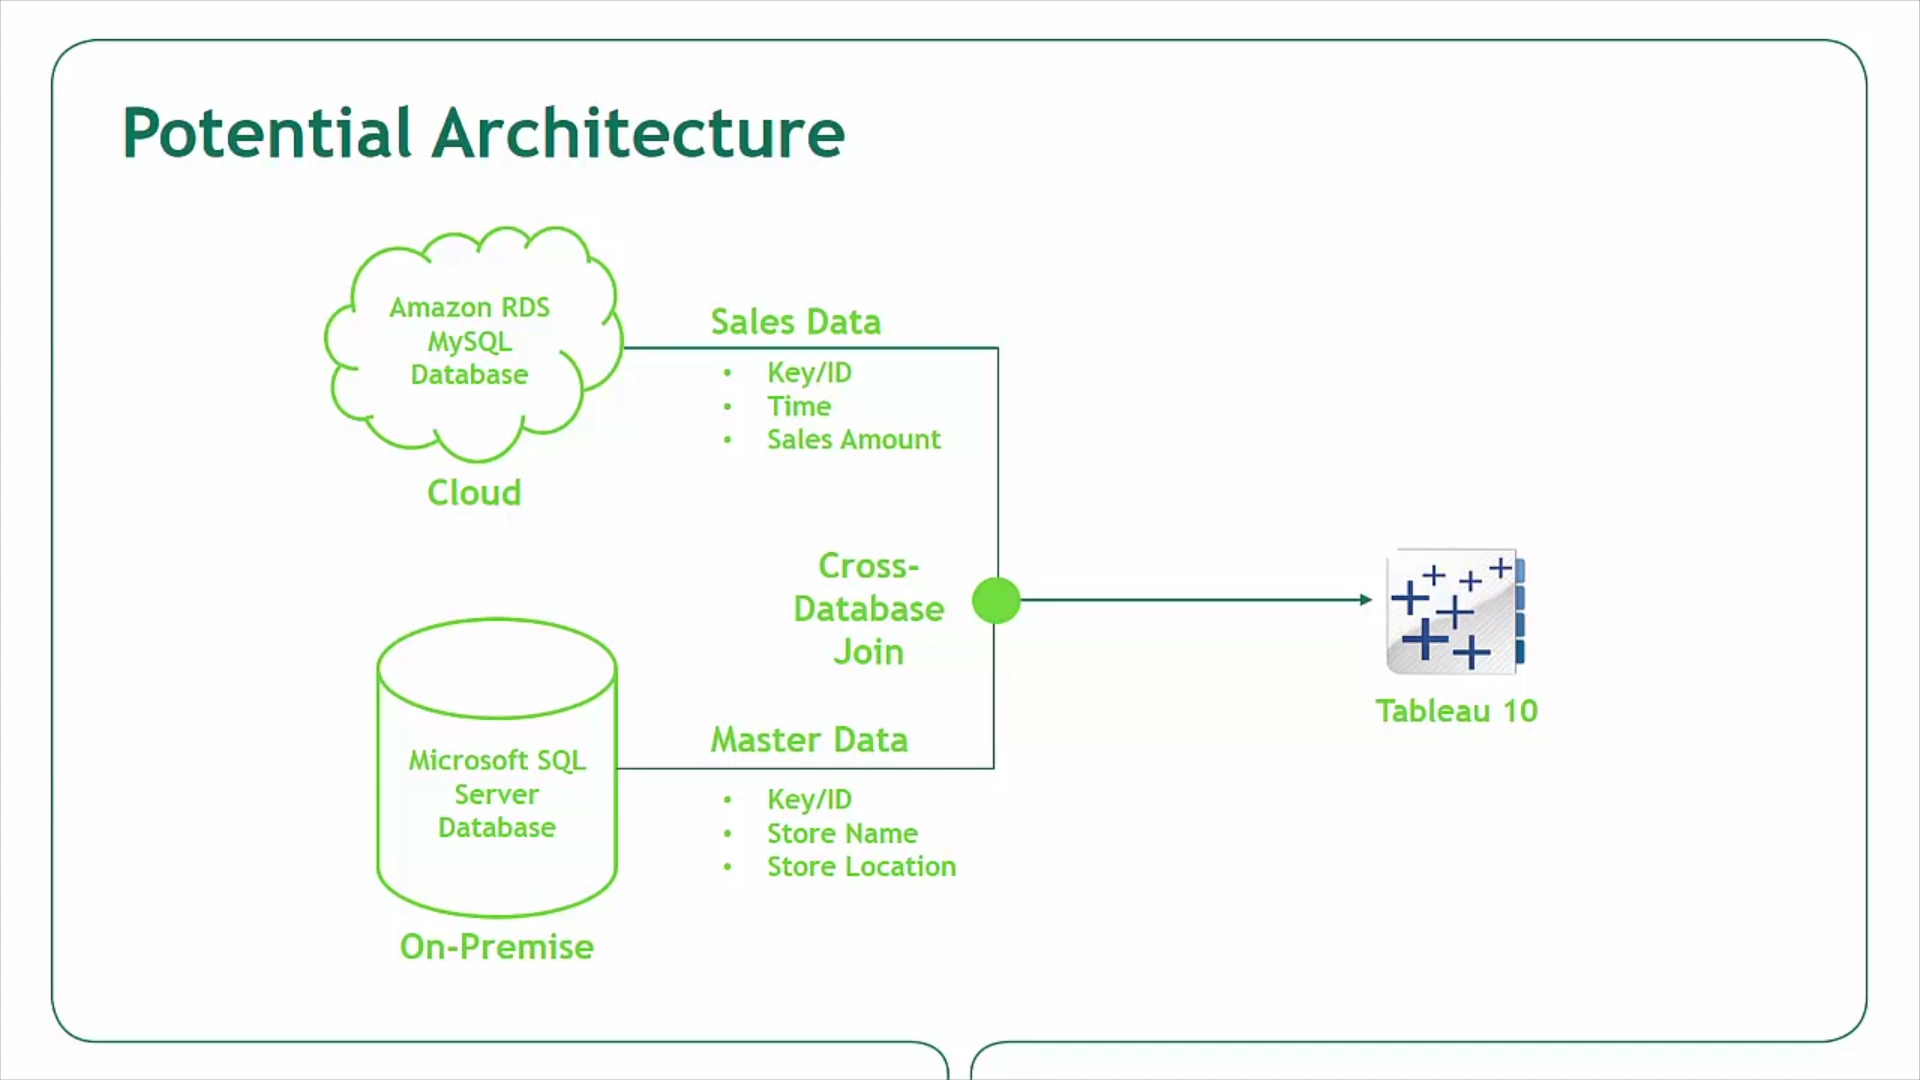 Potential Architecture
Amazon RDS
MySQL
Database
Cloud
Sales Data
• Key/ID
• Time
• Sales Amount
Cross-
Database
Join
Tableau 10
Microsoft SQL
Server
Database
On-Premise
Master Data
• Key/ID
• Store Name
• Store Location